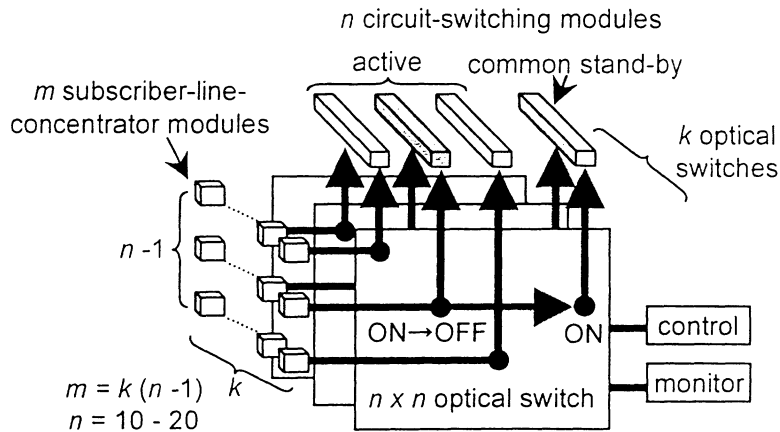 n circuit-switching modules
active
common stand-by
m subscriber-line-
concentrator modules
k optical
switches
n -1
ON→OFF
ON
control
monitor
k
m = k (n -1)
n = 10 - 20
n x n optical switch